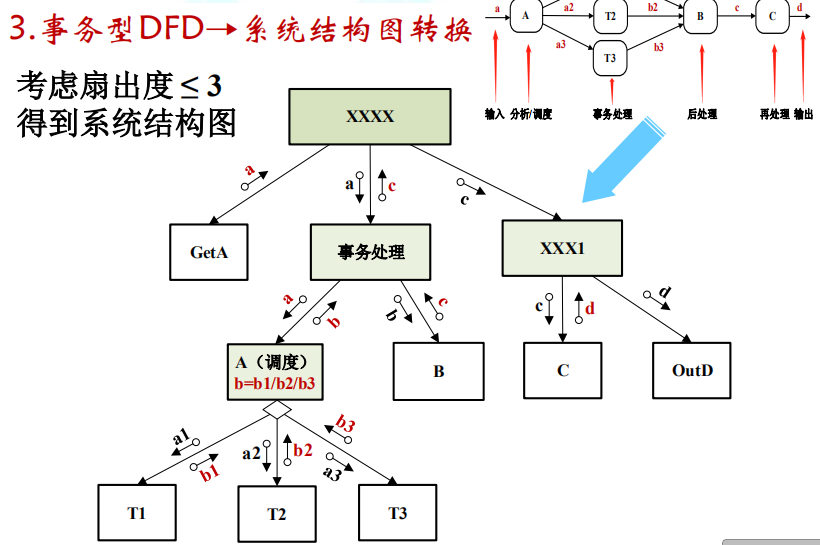 3.事务型DFD→系统结构图转换
考虑扇出度 ≤ 3
得到系统结构图
a
A
a2
T2
b2
B
c
C
d
a3
T3
b3
输入 分析/调度 事务处理 后处理 再处理 输出
XXXX
a
a
c
c
GetA
事务处理
XXX1
a
b
b
c
c
d
d
A（调度）
b=b1/b2/b3
B
C
OutD
a1
b1
a2
b2
b3
a3
T1
T2
T3